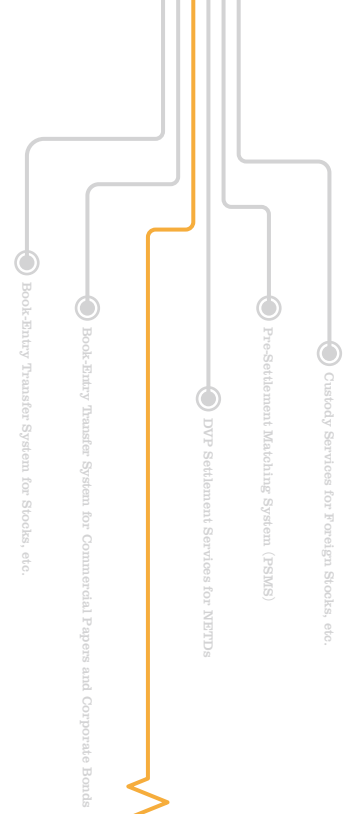 Book-Entry Transfer System for Stocks, etc.
Book-Entry Transfer System for Commercial Papers and Corporate Bonds
DVP Settlement Services for NETDs
Pre-Settlement Matching System (PSMS)
Custody Services for Foreign Stocks, etc.